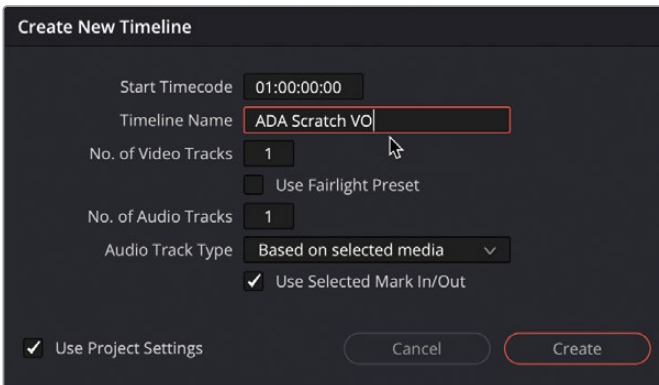 Create New Timeline
Start Timecode 01:00:00:00
Timeline Name ADA Scratch VO
No. of Video Tracks 1
Use Fairlight Preset
No. of Audio Tracks 1
Audio Track Type Based on selected media
Use Selected Mark In/Out
Use Project Settings Cancel Create